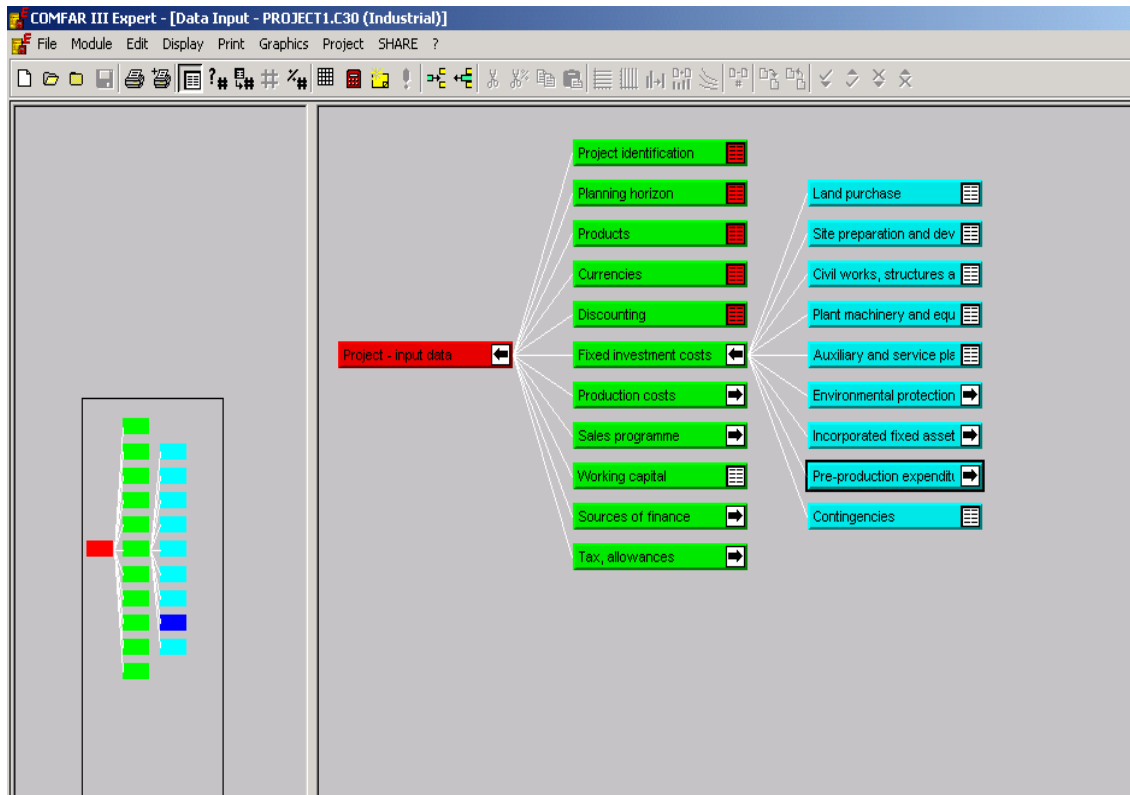 COMFAR III Expert - [Data Input - PROJECT1.C30 (Industrial)]
File Module Edit Display Print Graphics Project SHARE ?
Project identification
Planning horizon
Products
Currencies
Discounting
Project - input data
Fixed investment costs
Production costs
Sales programme
Working capital
Sources of finance
Tax, allowances
Land purchase
Site preparation and dev
Civil works, structures a
Plant machinery and equ
Auxiliary and service pla
Environmental protection
Incorporated fixed asset
Pre-production expenditu
Contingencies